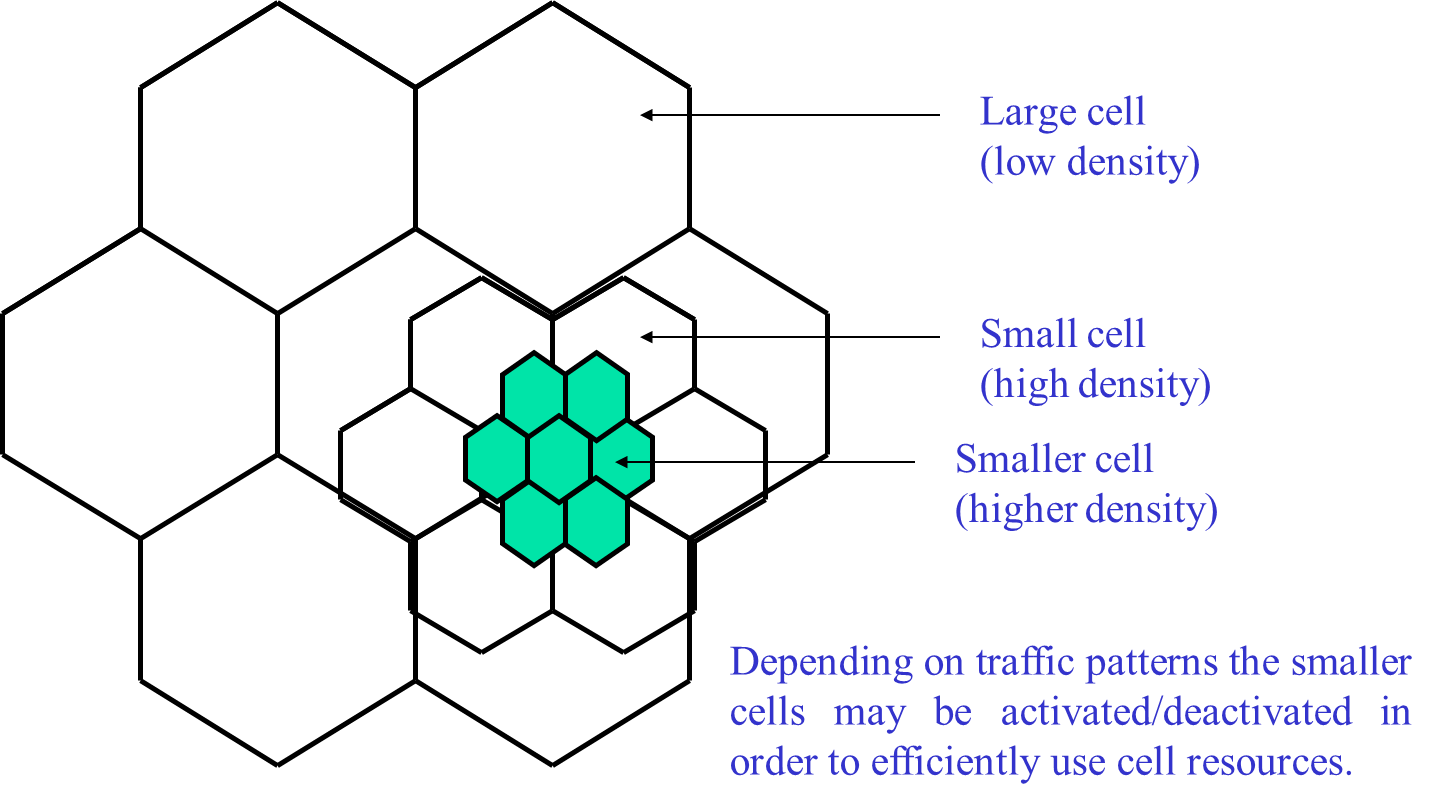 Large cell
(low density)
Small cell
(high density)
Smaller cell
(higher density)
Depending on traffic patterns the smaller
cells may be activated/deactivated in
order to efficiently use cell resources.